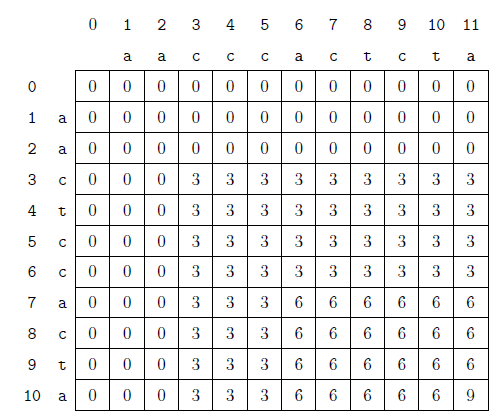 0 1 2 3 4 5 6 7 8 9 10 11
a a c c c a c t c t a
0 0 0 0 0 0 0 0 0 0 0 0 0
1 a 0 0 0 0 0 0 0 0 0 0 0 0
2 a 0 0 0 0 0 0 0 0 0 0 0 0
3 c 0 0 0 3 3 3 3 3 3 3 3 3
4 t 0 0 0 3 3 3 3 3 3 3 3 3
5 c 0 0 0 3 3 3 3 3 3 3 3 3
6 c 0 0 0 3 3 3 3 3 3 3 3 3
7 a 0 0 0 3 3 3 6 6 6 6 6 6
8 c 0 0 0 3 3 3 6 6 6 6 6 6
9 t 0 0 0 3 3 3 6 6 6 6 6 6
10 a 0 0 0 3 3 3 6 6 6 6 6 9